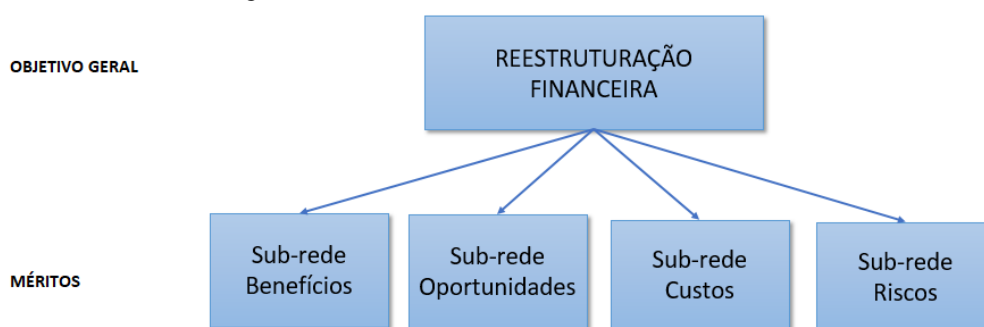 OBJETIVO GERAL
REESTRUTURAÇÃO
FINANCEIRA
MÉRITOS
Sub-rede
Benefícios
Sub-rede
Oportunidades
Sub-rede
Custos
Sub-rede
Riscos